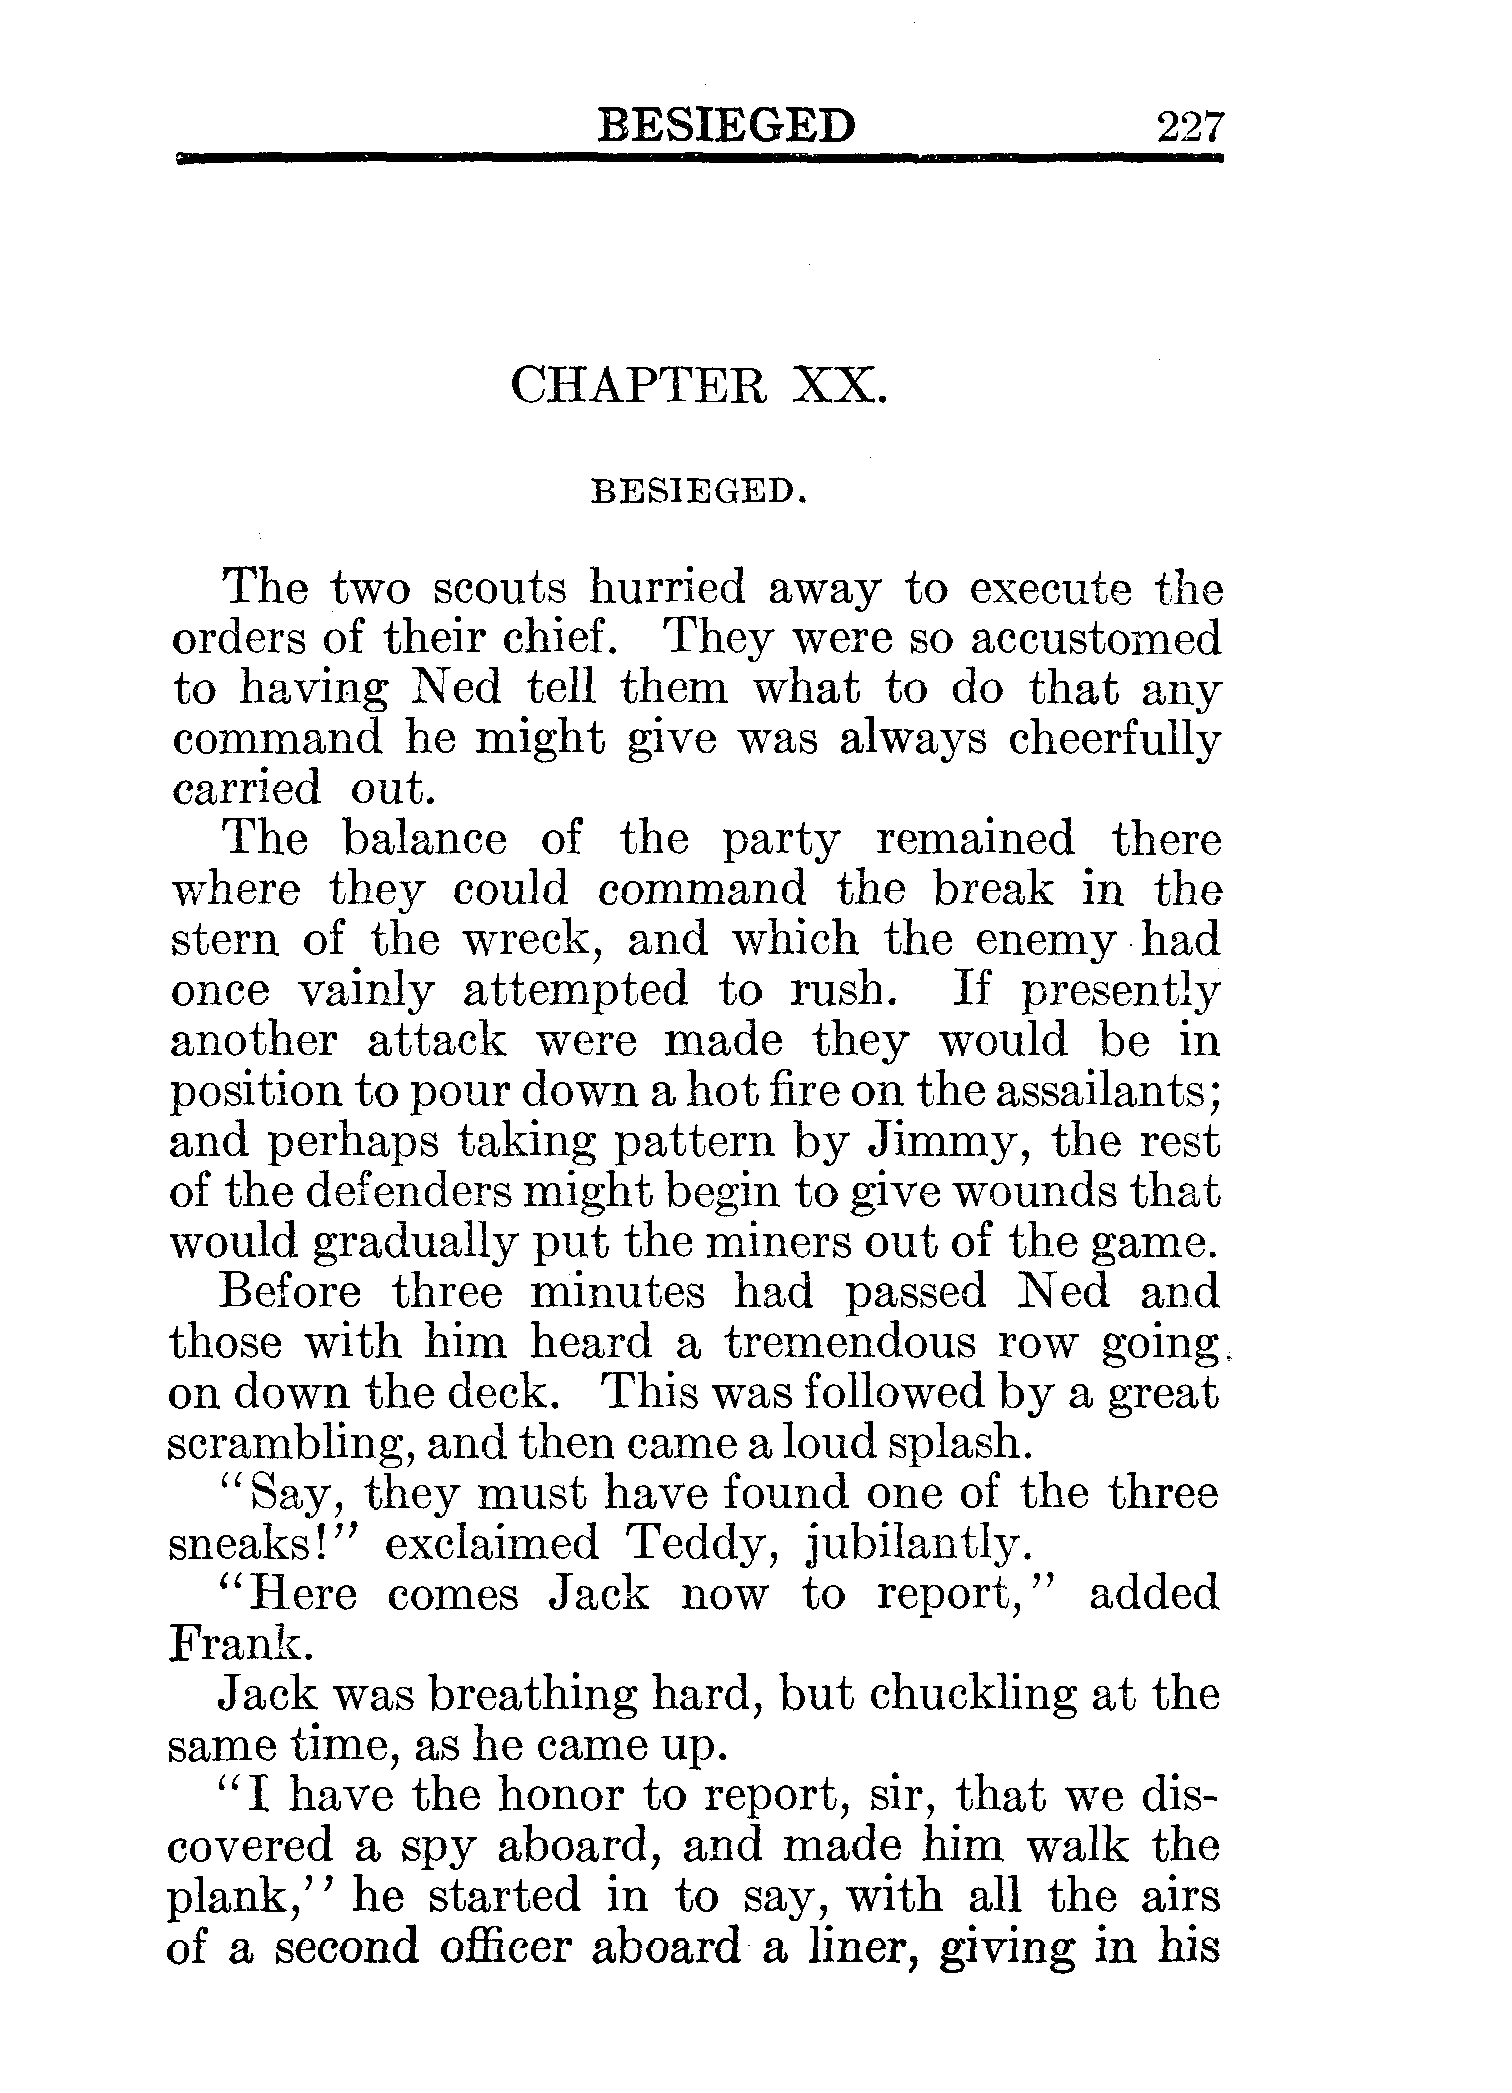 BESIEGED 227
CHAPTER XX.
BESIEGED.
The two scouts hurried away to execute the
orders of their chief. They were so accustomed
to having Ned tell them what to do that any
command he might give was always cheerfully
carried out.
The balance of the party remained there
where they could command the break in the
stern of the wreck, and which the enemy had
once vainly attempted to rush. If presently
another attack were made they would be in
position to pour down a hot fire on the assailants;
and perhaps taking pattern by Jimmy, the rest
of the defenders might begin to give wounds that
would gradually put the miners out of the game.
Before three minutes had passed Ned and
those with him heard a tremendous row going
on down the deck. This was followed by a great
scrambling, and then came a loud splash.
"Say, they must have found one of the three
sneaks!" exclaimed Teddy, jubilantly.
"Here comes Jack now to report," added
Frank.
Jack was breathing hard, but chuckling at the
same time, as he came up.
"I have the honor to report, sir, that we dis-
covered a spy aboard, and made him walk the
plank," he started in to say, with all the airs
of a second officer aboard a liner, giving in his